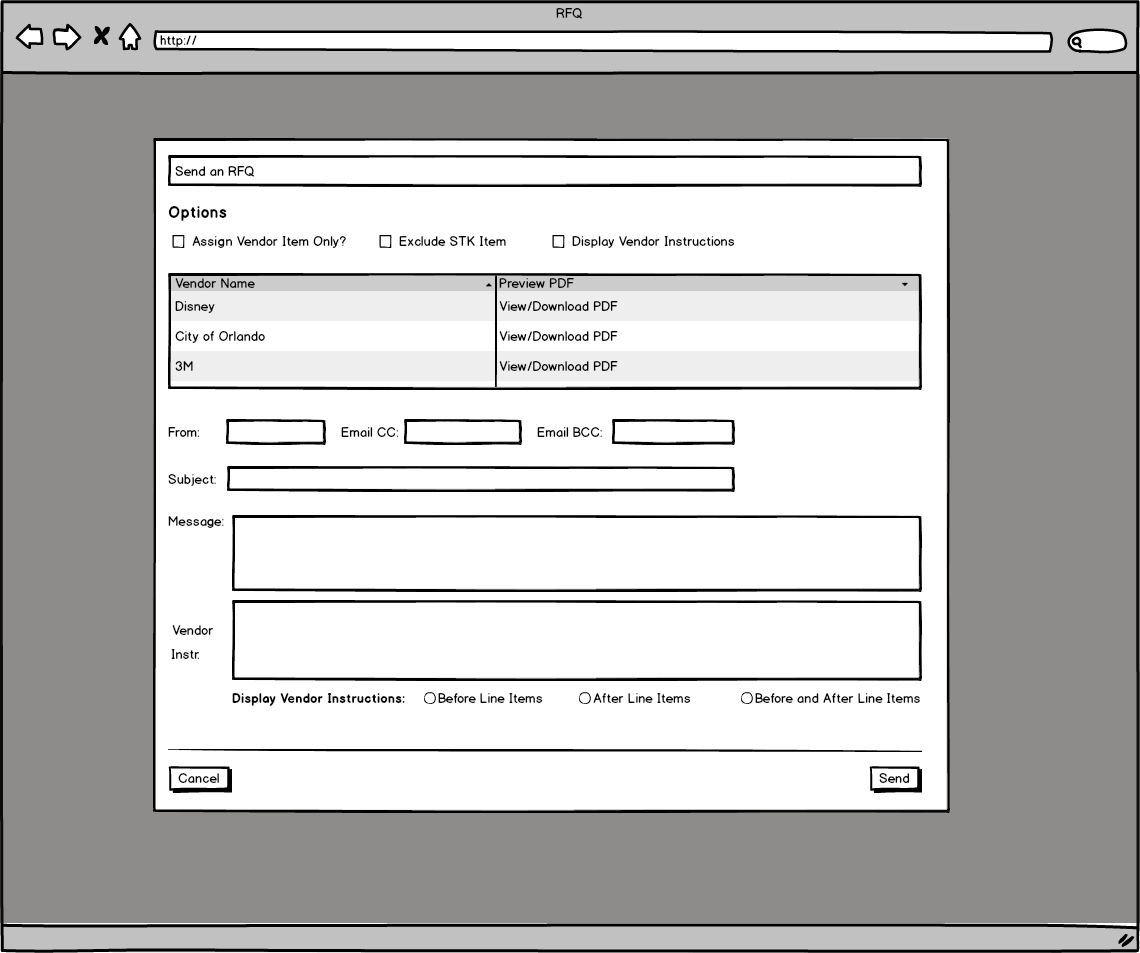 RFQ
http://
Send an RFQ
Options
Assign Vendor Item Only? Exclude STK Item Display Vendor Instructions
Vendor Name Preview PDF
Disney View/Download PDF
City of Orlando View/Download PDF
3M View/Download PDF
From: Email CC: Email BCC:
Subject:
Message:
Vendor
Instr.
Display Vendor Instructions: Before Line Items After Line Items Before and After Line Items
Cancel Send